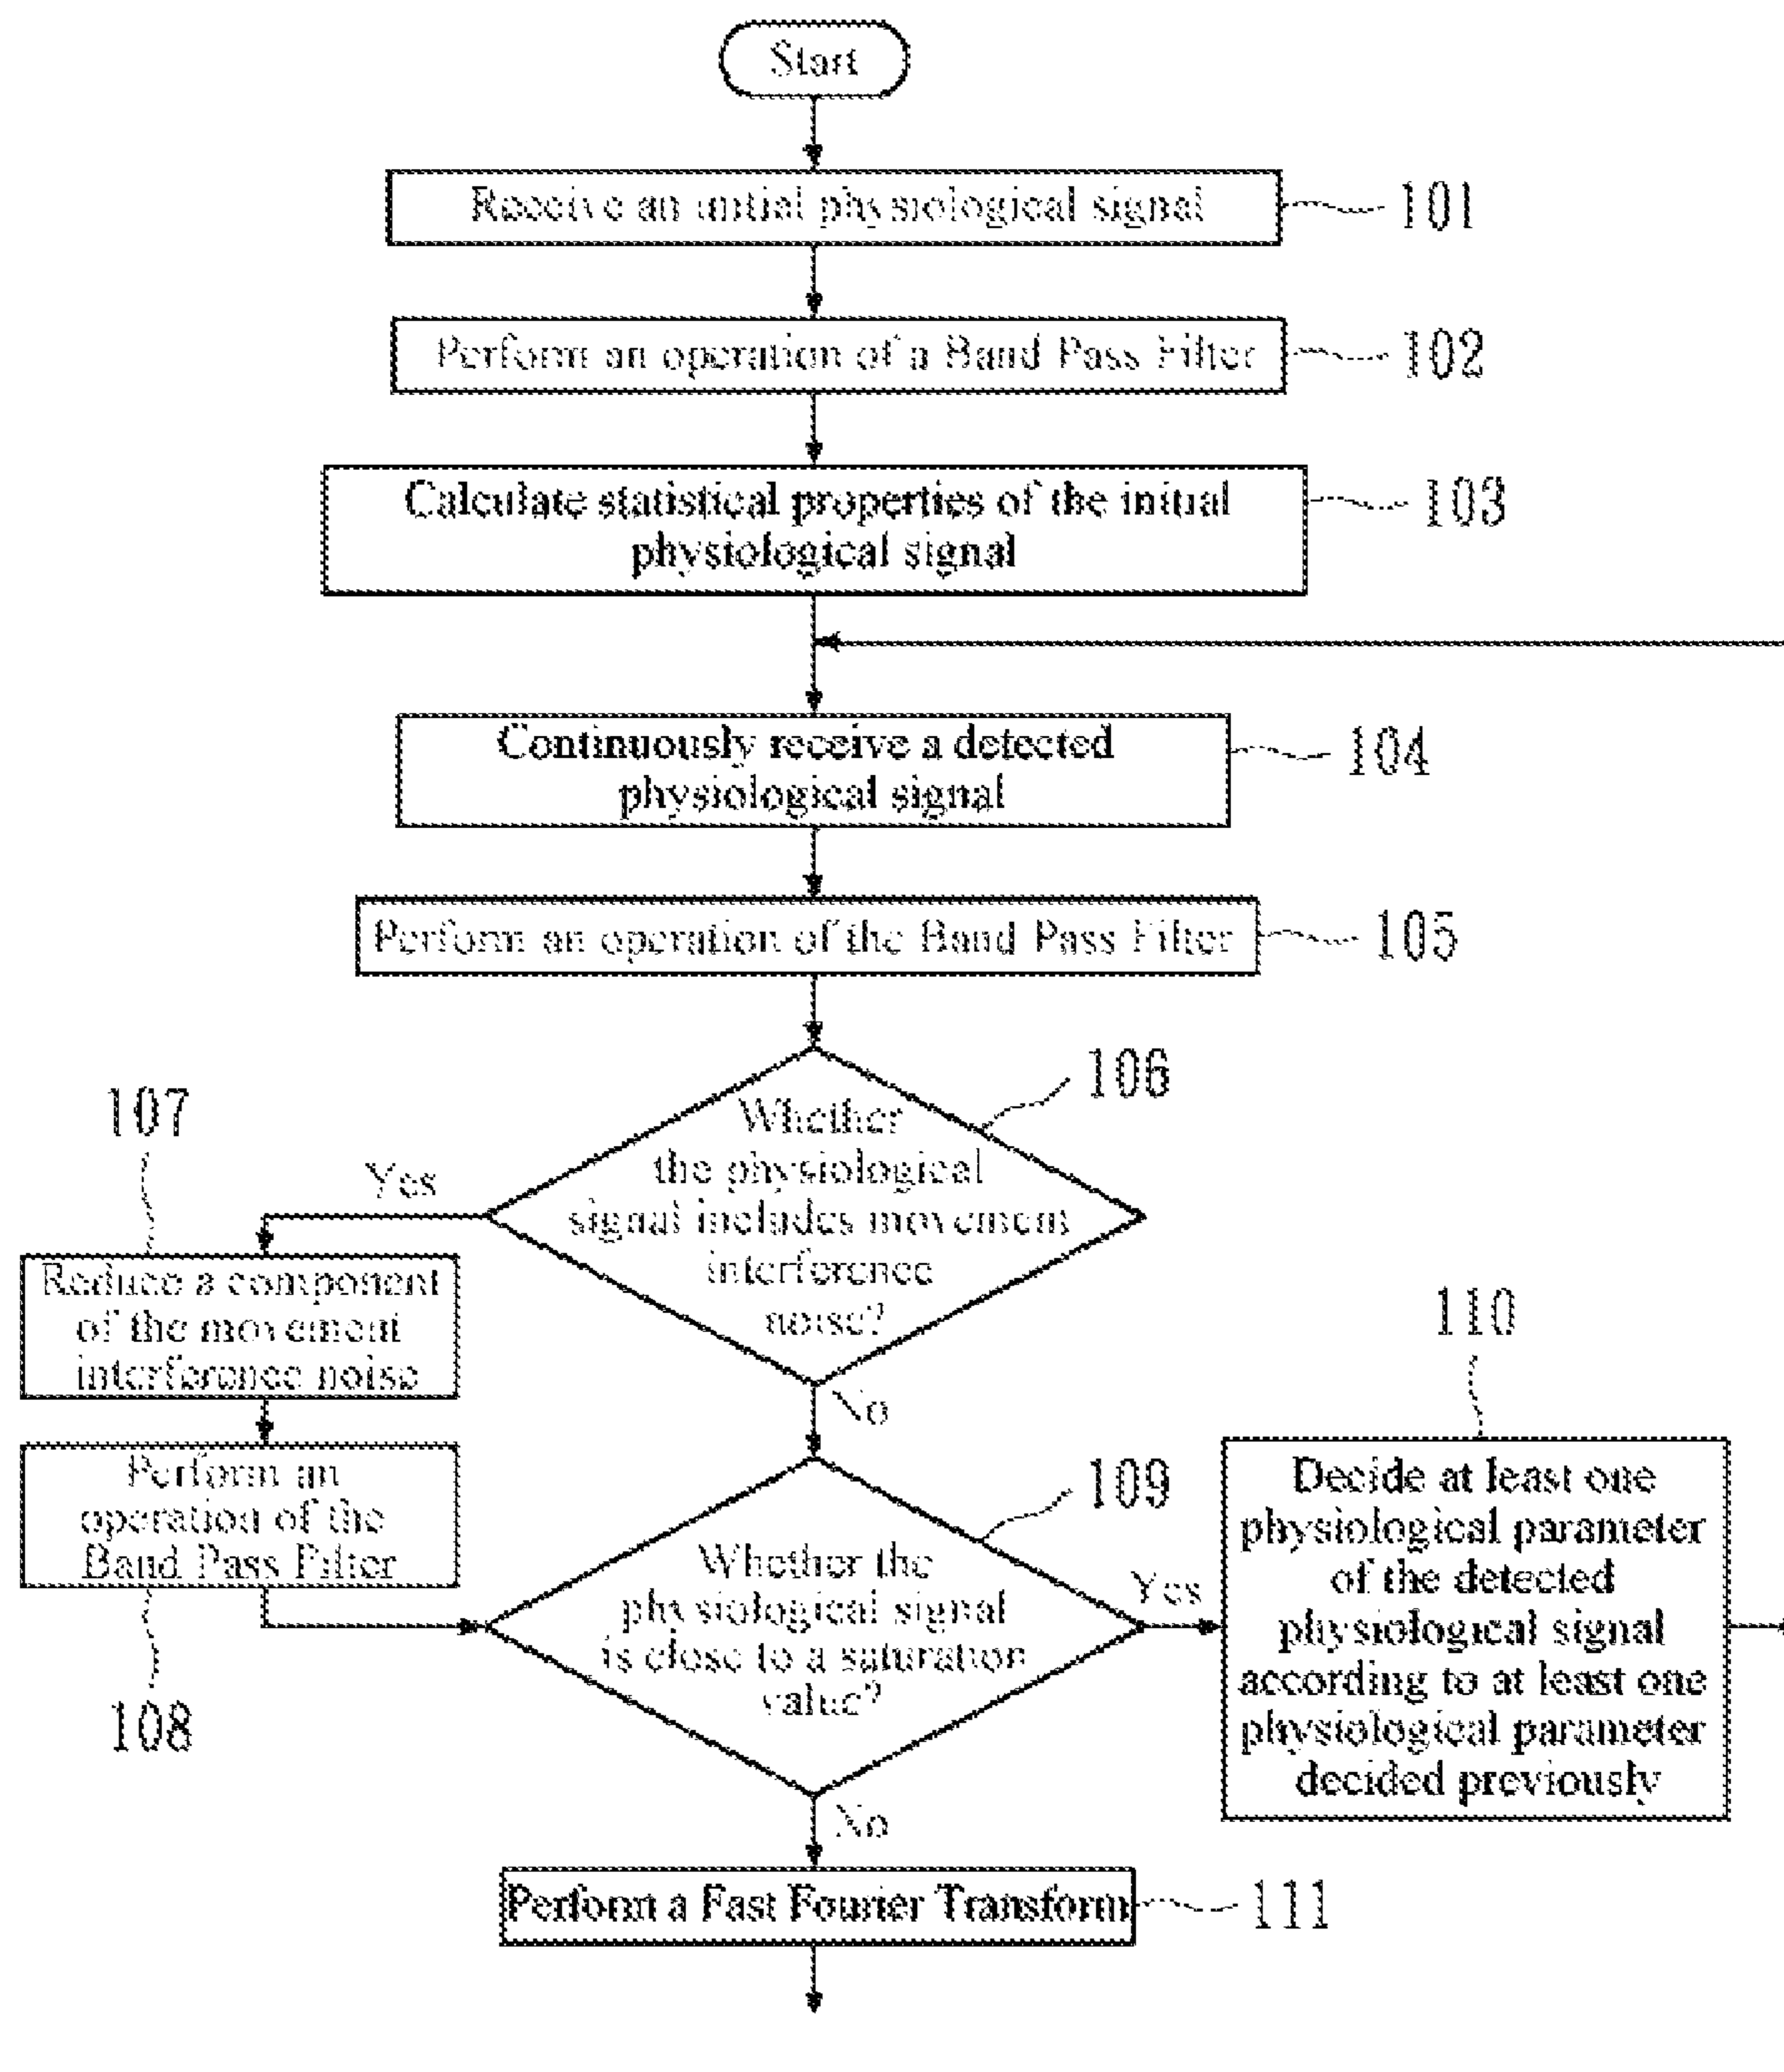 Start
Receive an initial physiological signal
101
Perform an operation of a Band Pass Filter
102
Calculate statistical properties of the initial
physiological signal
103
Continuously receive a detected
physiological signal
104
Perform an operation of the Band Pass Filter
105
106
Whether
the physiological
signal includes movement
interference
noise?
Yes
No
107
Reduce a component
of the movement
interference noise
Perform an
operation of the
Band Pass Filter
108
109
Whether the
physiological signal
is close to a saturation
value?
Yes
No
110
Decide at least one
physiological parameter
of the detected
physiological signal
according to at least one
physiological parameter
decided previously
Perform a Fast Fourier Transform
111